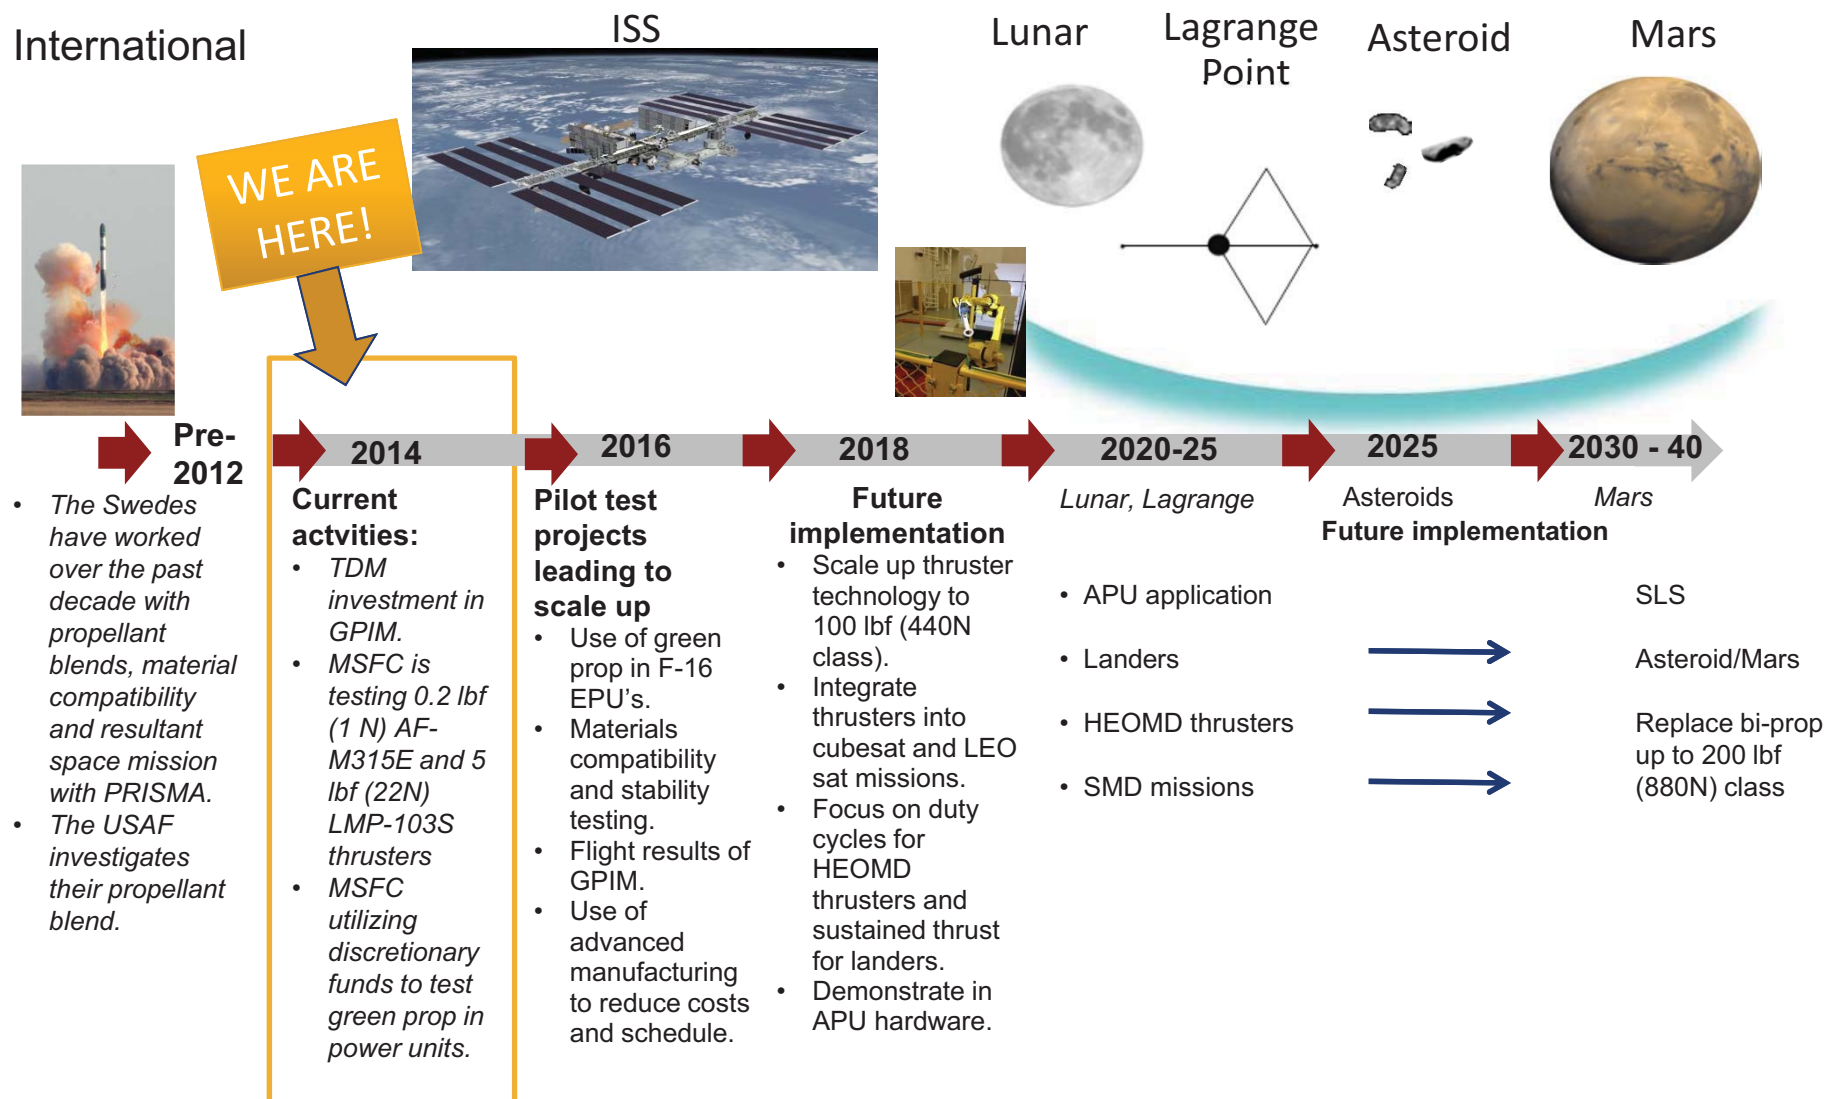 International
ISS
Lunar
Lagrange
Point
Asteroid
Mars
WE ARE
HERE!
Pre-
2012
2014
2016
2018
2020-25
2025
2030 - 40
• The Swedes
have worked
over the past
decade with
propellant
blends, material
compatibility
and resultant
space mission
with PRISMA.
• The USAF
investigates
their propellant
blend.
Current
actvities:
• TDM
investment in
GPIM.
• MSFC is
testing 0.2 lbf
(1 N) AF-
M315E and 5
lbf (22N)
LMP-103S
thrusters
• MSFC
utilizing
discretionary
funds to test
green prop in
power units.
Pilot test
projects
leading to
scale up
• Use of green
prop in F-16
EPU's.
• Materials
compatibility
and stability
testing.
• Flight results of
GPIM.
• Use of
advanced
manufacturing
to reduce costs
and schedule.
Future
implementation
• Scale up thruster
technology to
100 lbf (440N
class).
• Integrate
thrusters into
cubesat and LEO
sat missions.
• Focus on duty
cycles for
HEOMD
thrusters and
sustained thrust
for landers.
• Demonstrate in
APU hardware.
Lunar, Lagrange
Asteroids
Mars
Future implementation
• APU application
SLS
• Landers
Asteroid/Mars
• HEOMD thrusters
Replace bi-prop
up to 200 lbf
(880N) class
• SMD missions